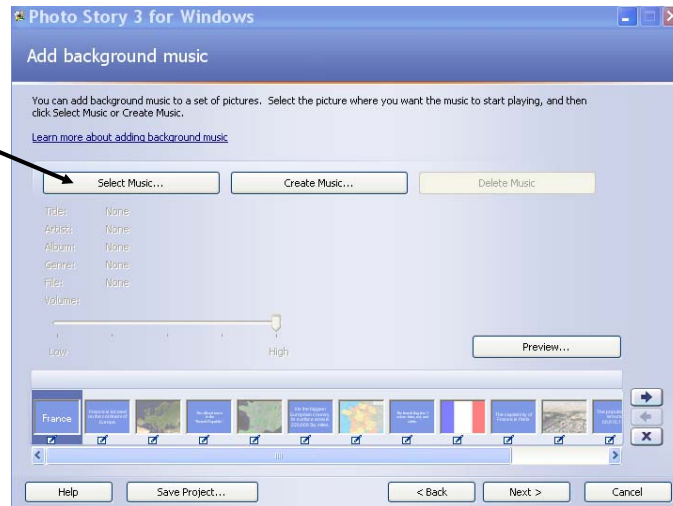 Photo Story 3 for Windows
Add background music
You can add background music to a set of pictures. Select the picture where you want the music to start playing, and then
click Select Music or Create Music.
Learn more about adding background music
Select Music...
Create Music...
Delete Music
Title: None
Artist: None
Album: None
Genre: None
File: None
Volume:
Low
High
Preview...
France
Help
Save Project...
< Back
Next >
Cancel